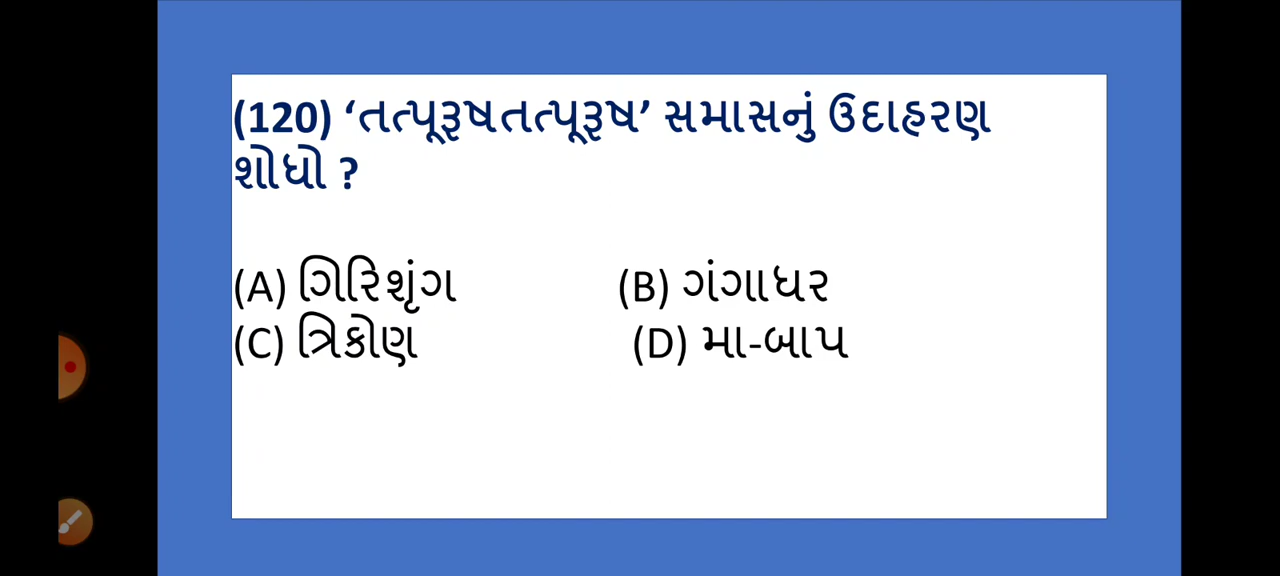 (120) ‘તત્પૂરૂષતત્પૂરૂષ’ સમાસનું ઉદાહરણ
શોધો ?
(A) ગિરિશૃંગ (B) ગંગાધર
(C) ત્રિકોણ (D) મા-બાપ